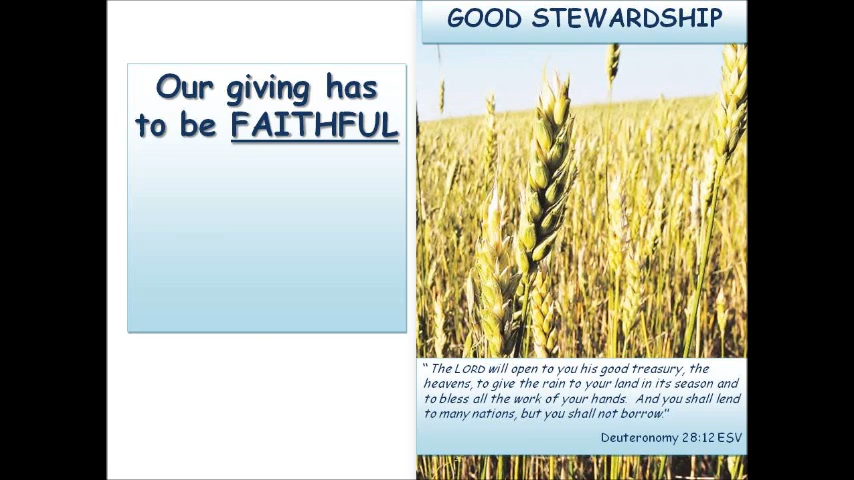 Our giving has
to be FAITHFUL
GOOD STEWARDSHIP
" The LORD will open to you his good treasury, the
heavens, to give the rain to your land in its season and
to bless all the work of your hands. And you shall lend
to many nations, but you shall not borrow."
Deuteronomy 28:12 ESV